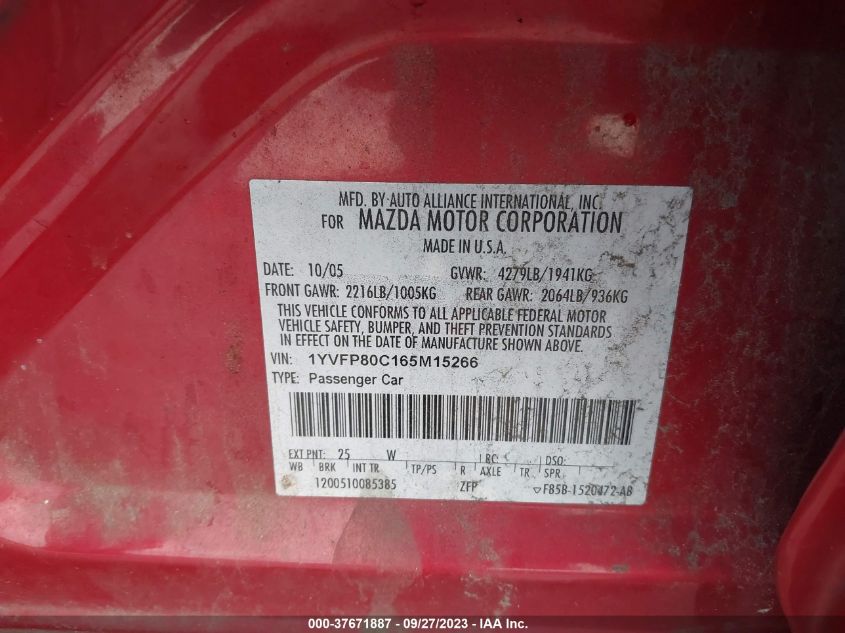 MFD. BY AUTO ALLIANCE INTERNATIONAL, INC.
FOR MAZDA MOTOR CORPORATION
MADE IN U.S.A.
DATE: 10/05 GVWR: 4279LB/1941KG
FRONT GAWR: 2216LB/1005KG REAR GAWR: 2064LB/936KG
THIS VEHICLE CONFORMS TO ALL APPLICABLE FEDERAL MOTOR
VEHICLE SAFETY, BUMPER, AND THEFT PREVENTION STANDARDS
IN EFFECT ON THE DATE OF MANUFACTURE SHOWN ABOVE.
VIN: 1YVFP80C165M15266
TYPE: Passenger Car
EXT PNT: 25 W RC: DSO:
WB BRK INT TR TP/PS R AXLE TR SPR
1200510085385 ZFP F85B-1520472-AB
000-37671887 - 09/27/2023 - IAA Inc.